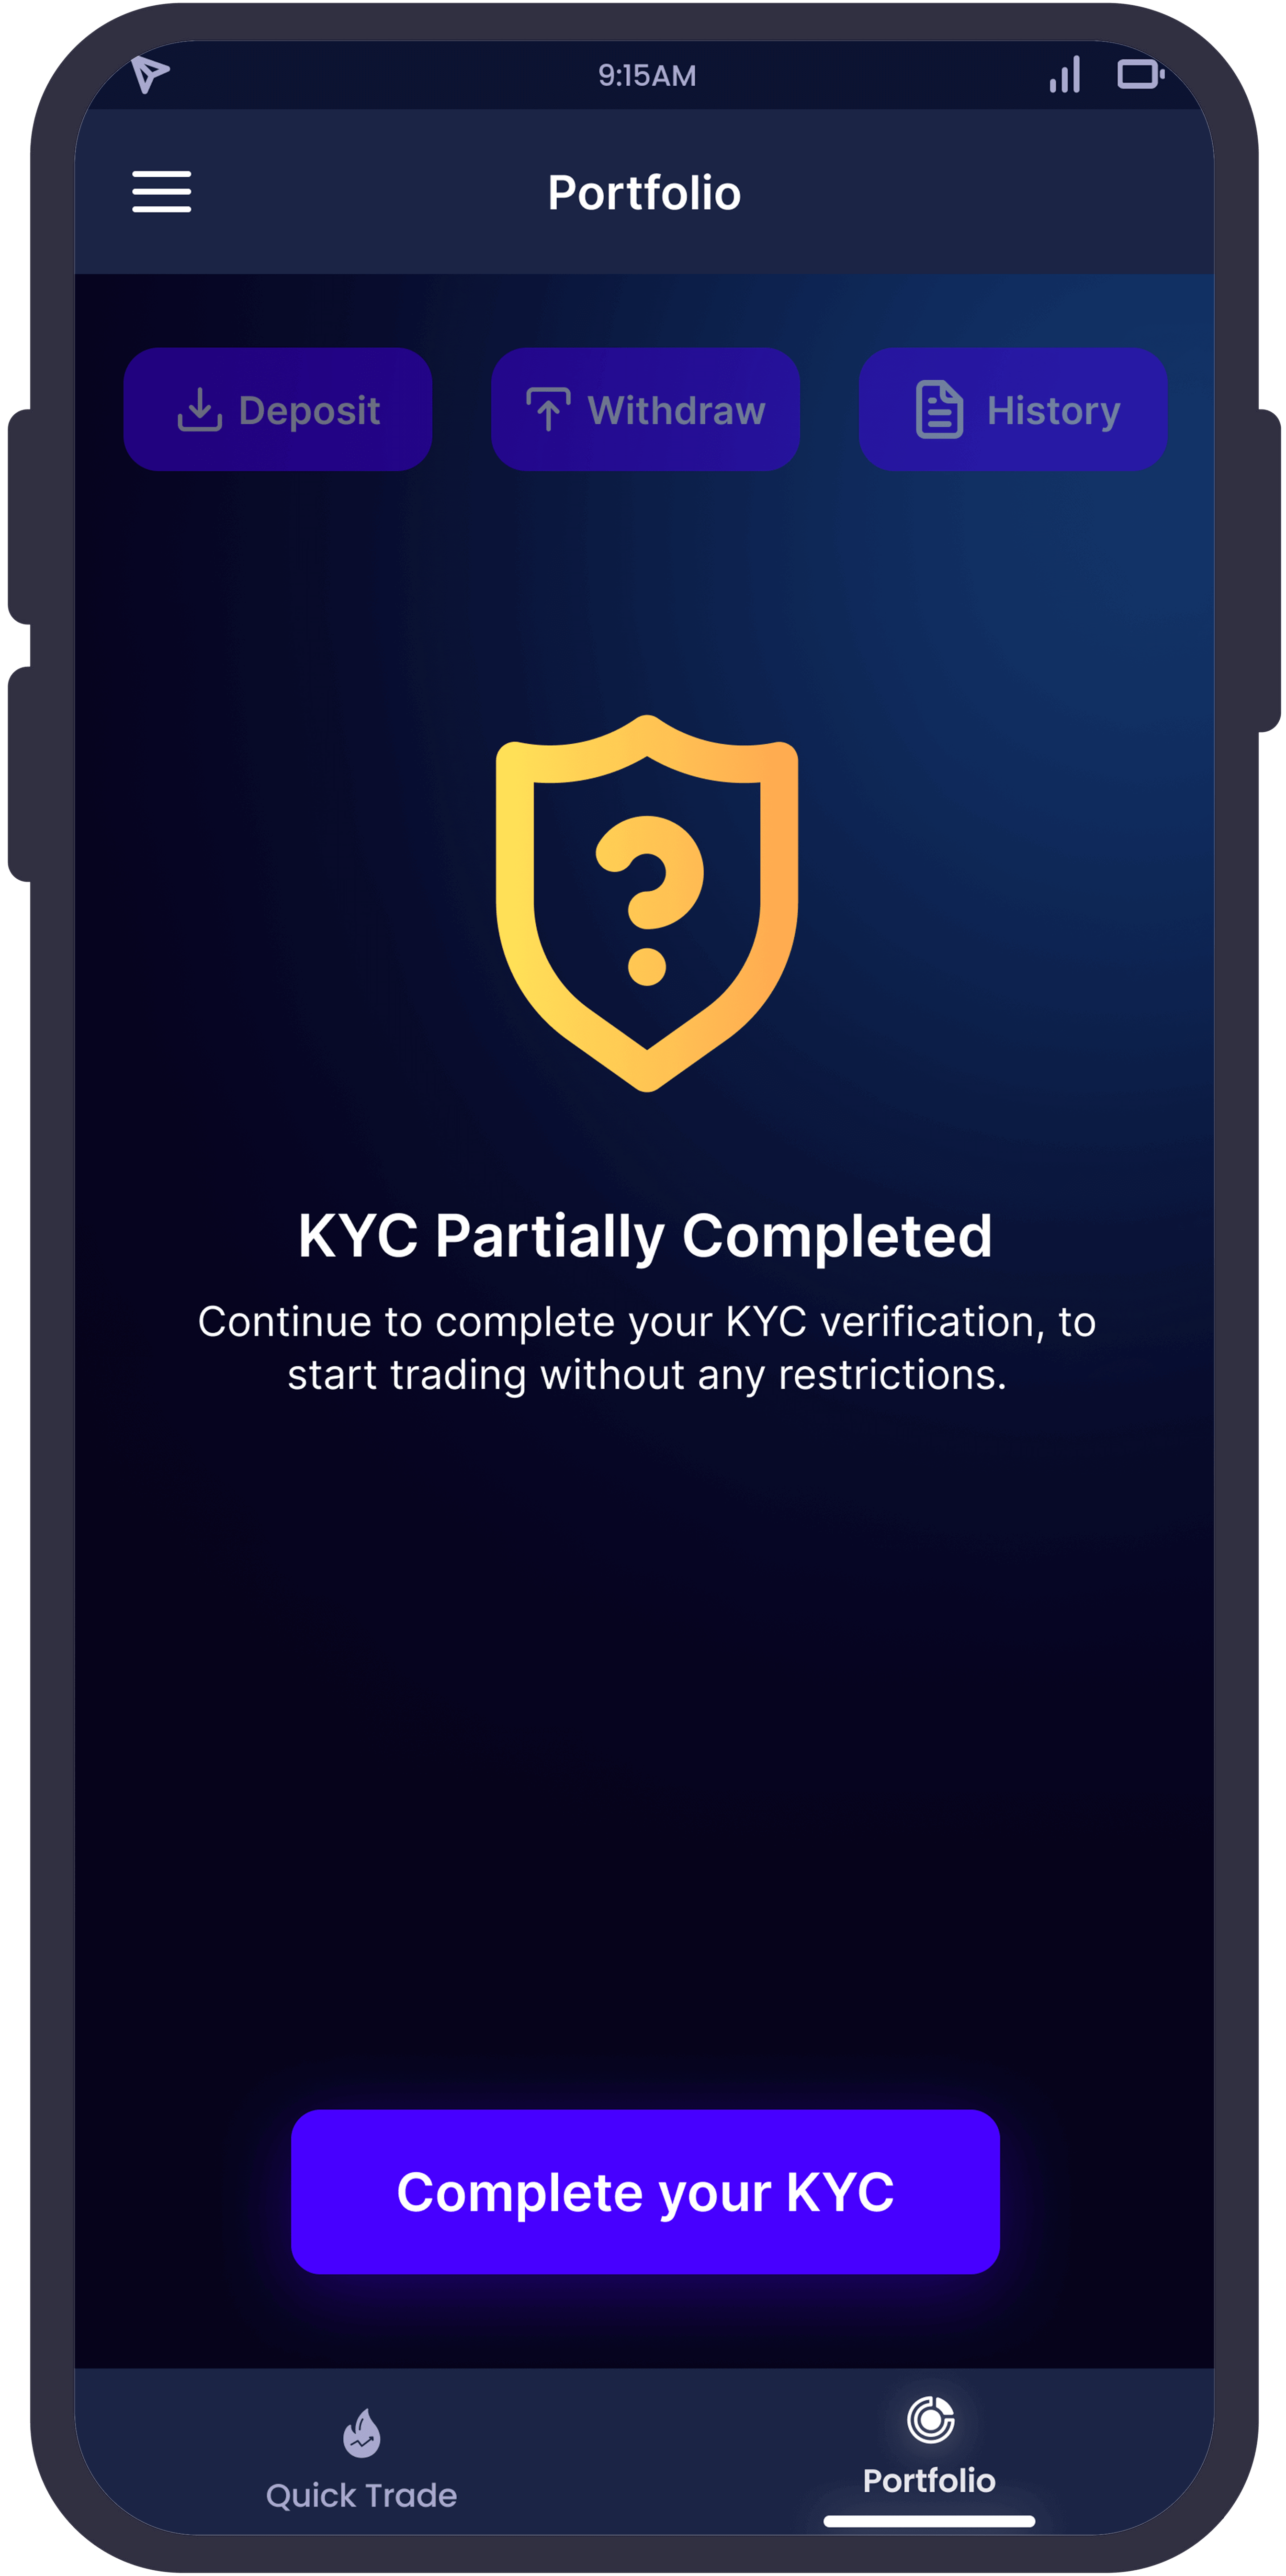 9:15AM
Portfolio
Deposit
Withdraw
History
KYC Partially Completed
Continue to complete your KYC verification, to
start trading without any restrictions.
Complete your KYC
Quick Trade
Portfolio